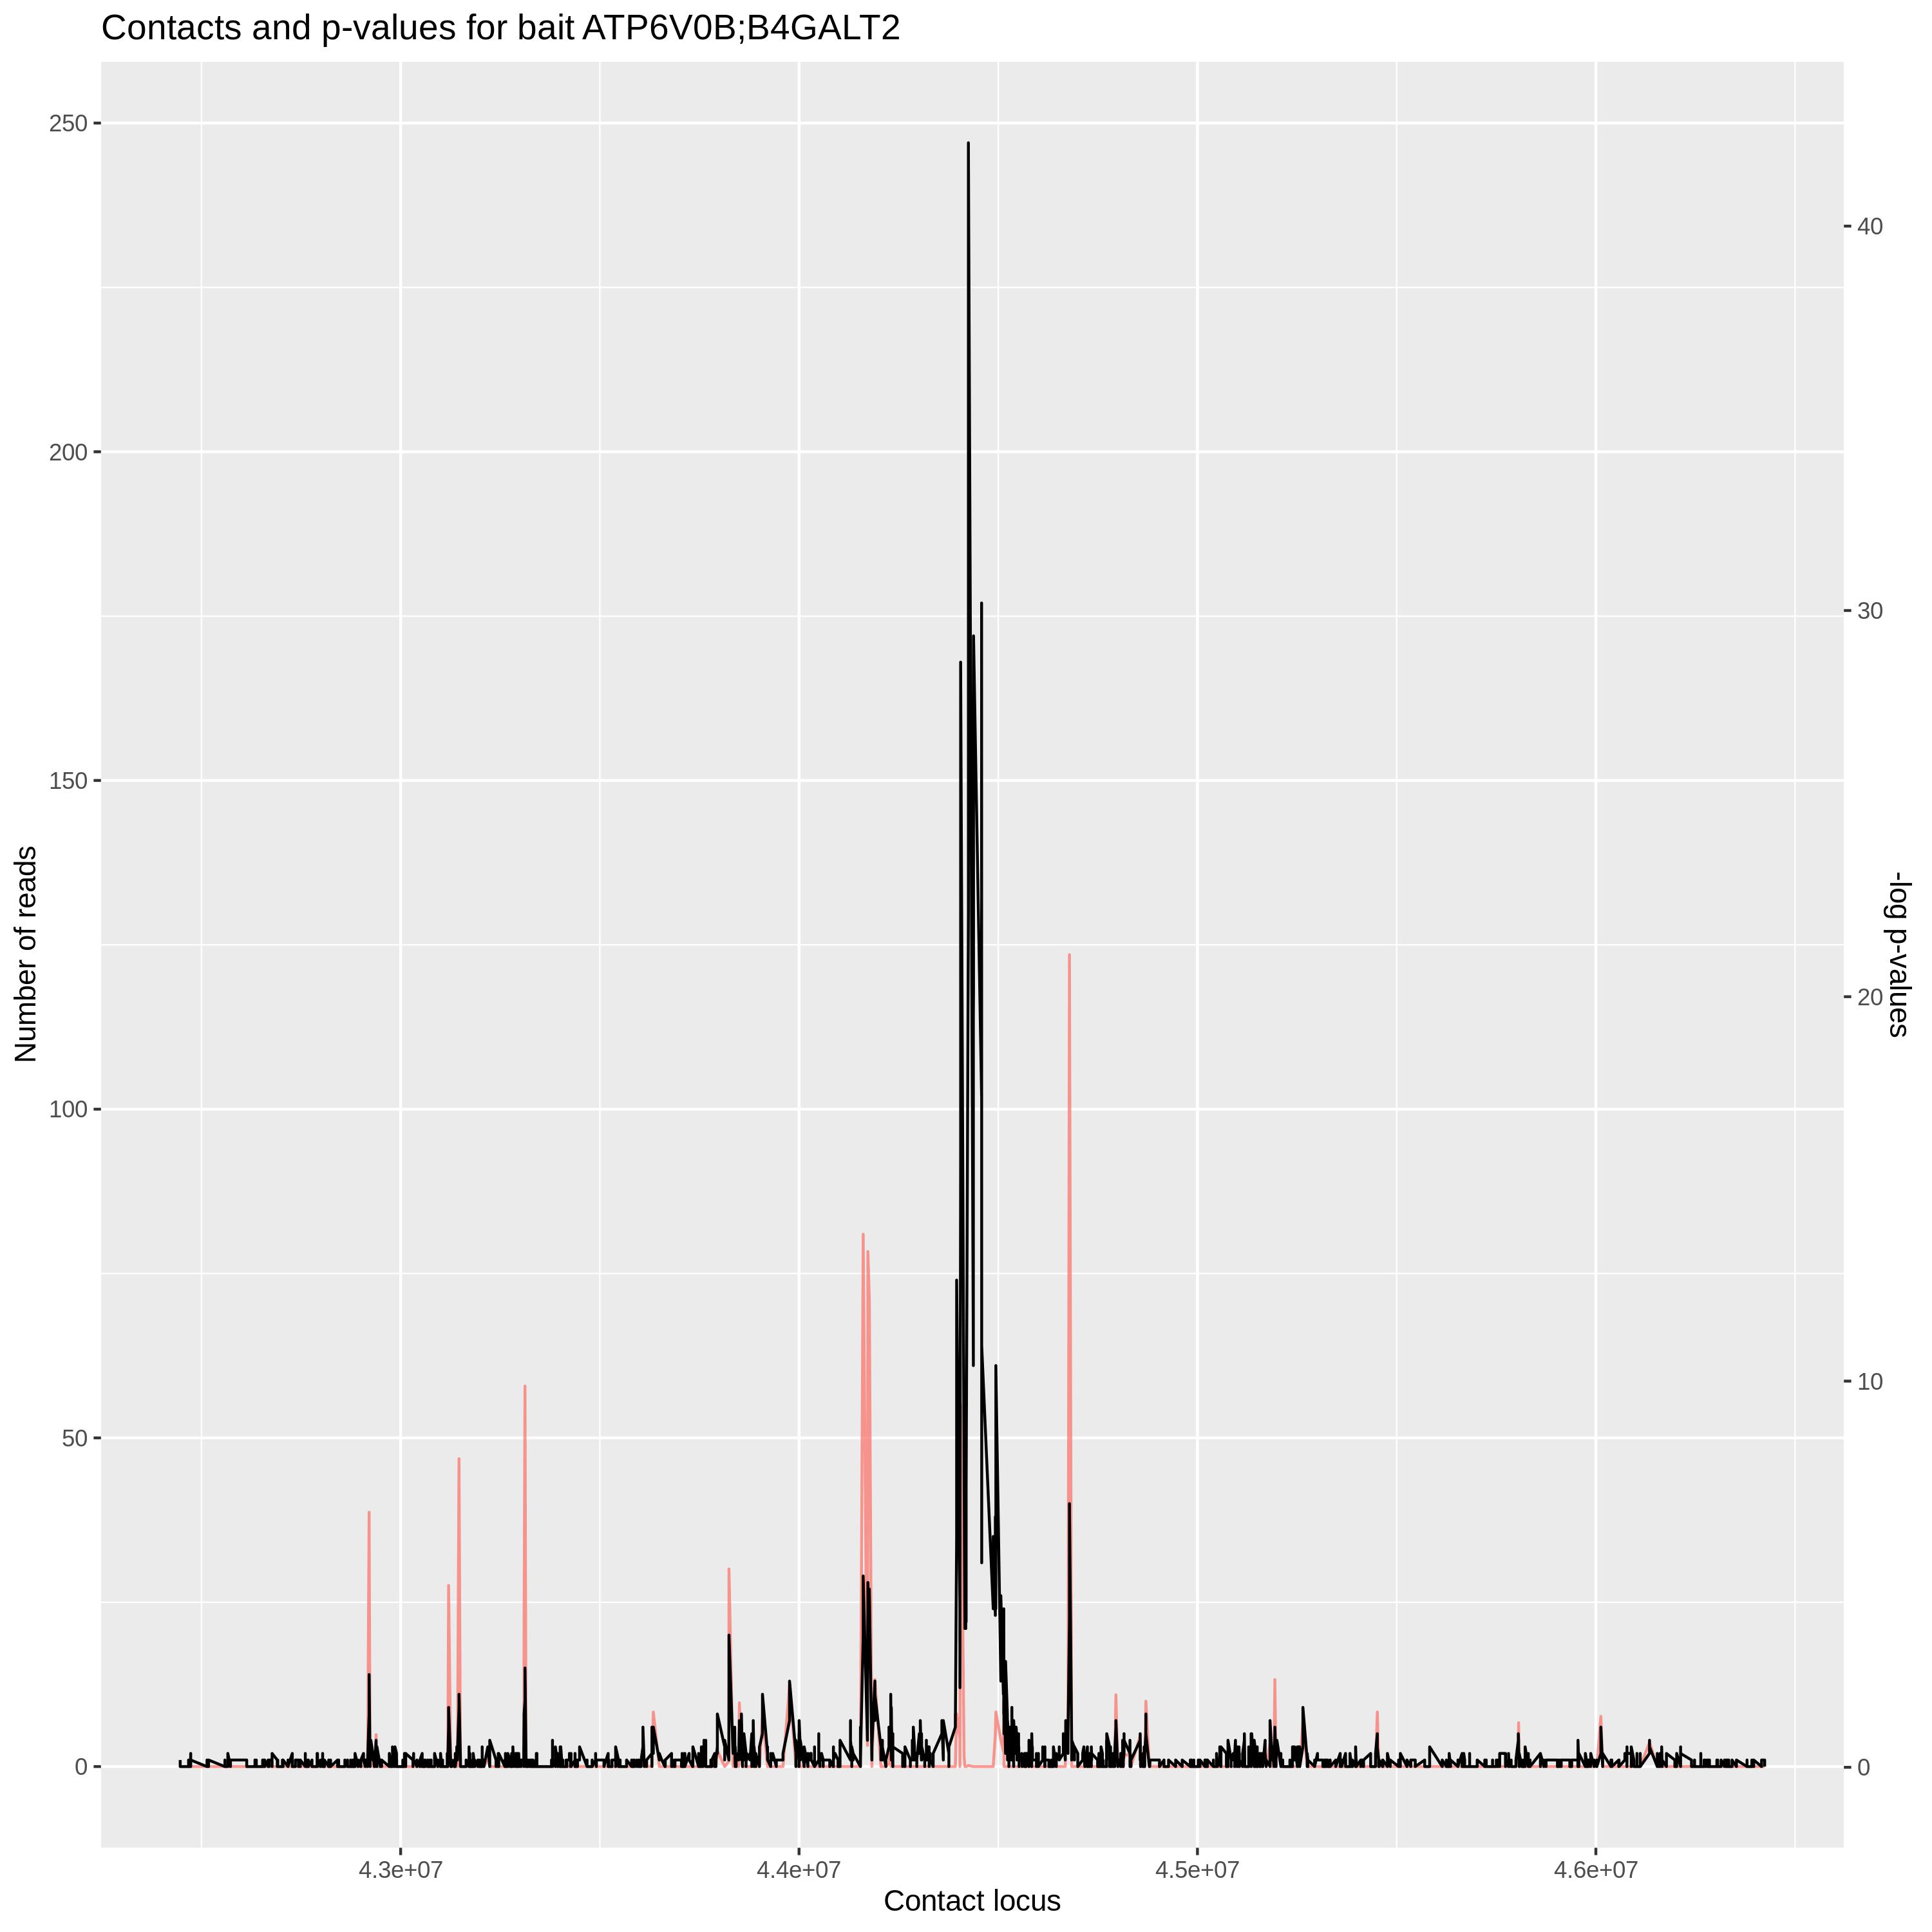 Contacts and p-values for bait ATP6V0B;B4GALT2
250
200
150
100
50
0
Number of reads
40
30
20
10
0
-log p-values
4.3e+07
4.4e+07
4.5e+07
4.6e+07
Contact locus